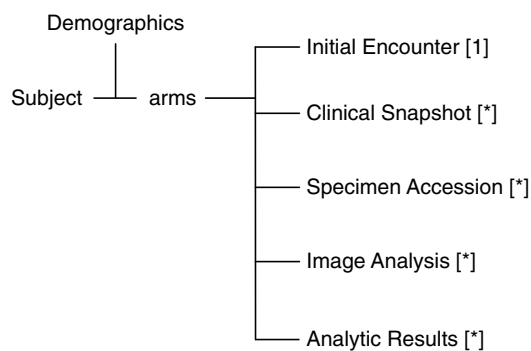 Demographics
Subject
arms
Initial Encounter [1]
Clinical Snapshot [*]
Specimen Accession [*]
Image Analysis [*]
Analytic Results [*]